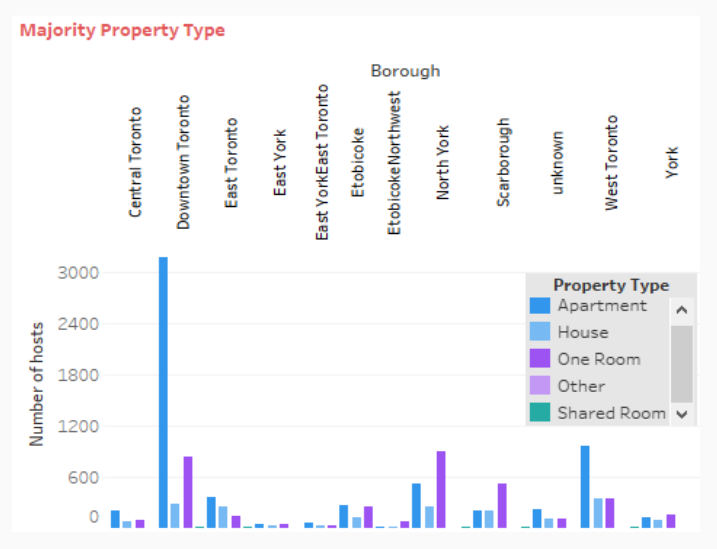 Majority Property Type
Borough
Central Toronto
Downtown Toronto
East Toronto
East York
East YorkEast Toronto
Etobicoke
EtobicokeNorthwest
North York
Scarborough
unknown
West Toronto
York
Number of hosts
3000
2400
1800
1200
600
0
Property Type
Apartment
House
One Room
Other
Shared Room